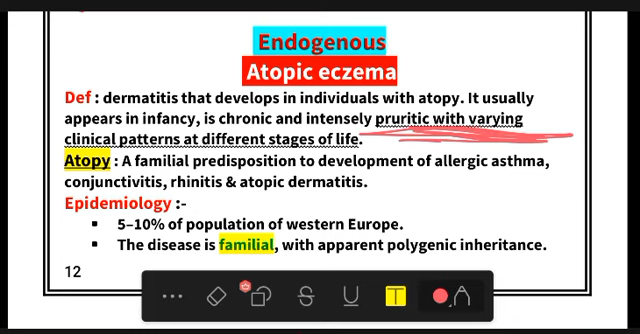 Endogenous
Atopic eczema
Def : dermatitis that develops in individuals with atopy. It usually
appears in infancy, is chronic and intensely pruritic with varying
clinical patterns at different stages of life.
Atopy : A familial predisposition to development of allergic asthma,
conjunctivitis, rhinitis & atopic dermatitis.
Epidemiology :-
▪ 5–10% of population of western Europe.
▪ The disease is familial, with apparent polygenic inheritance.
12